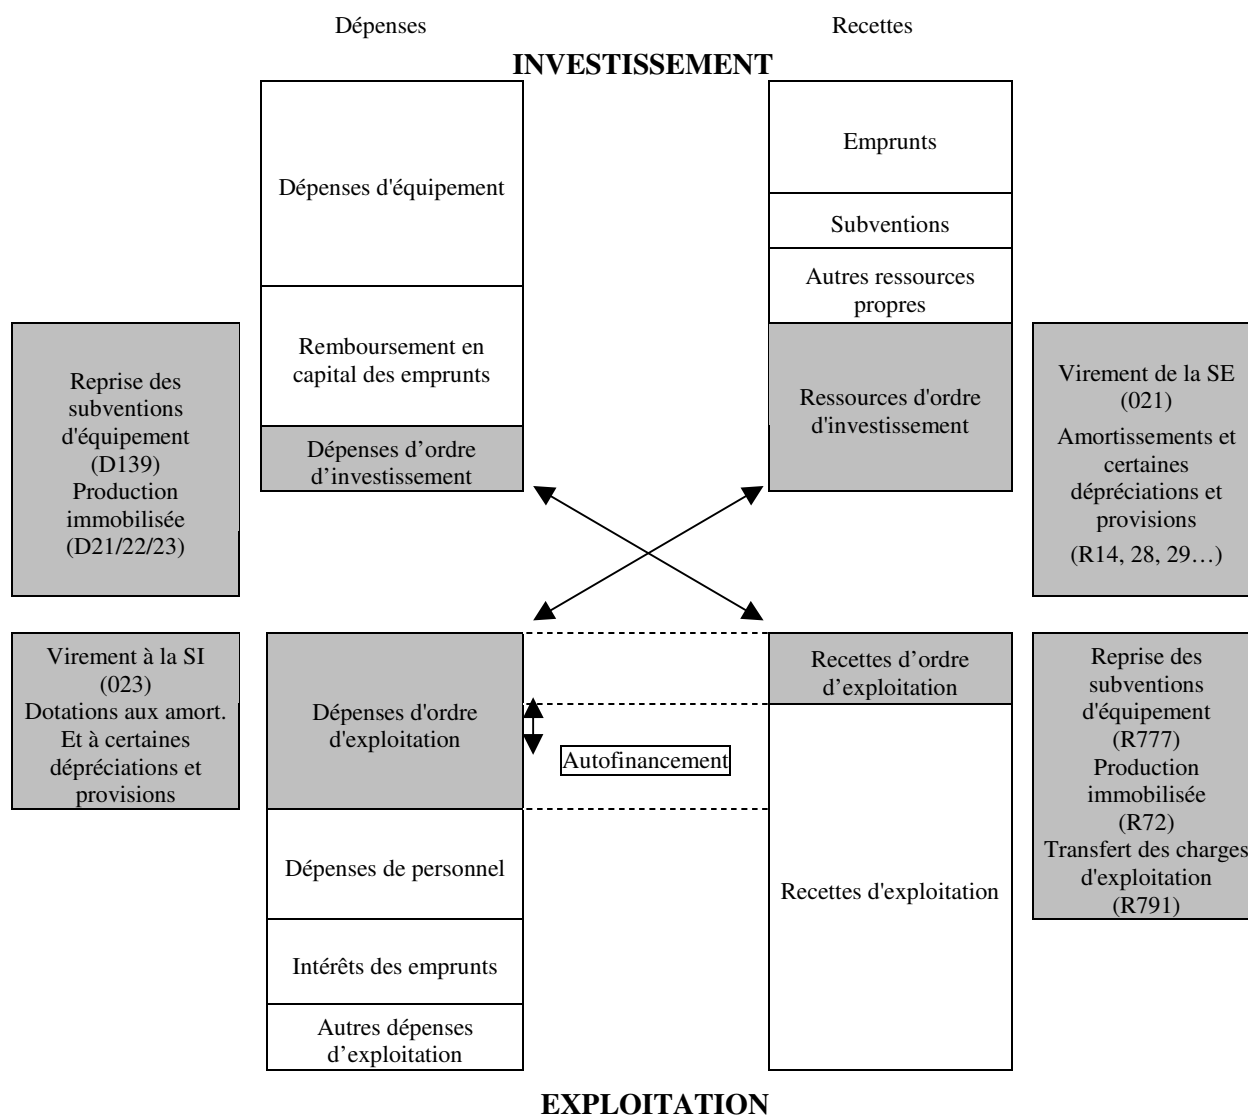 Dépenses
Recettes
INVESTISSEMENT
Dépenses d'équipement
Remboursement en
capital des emprunts
Dépenses d’ordre
d’investissement
Emprunts
Subventions
Autres ressources
propres
Ressources d'ordre
d'investissement
Reprise des
subventions
d'équipement
(D139)
Production
immobilisée
(D21/22/23)
Virement de la SE
(021)
Amortissements et
certaines
dépréciations et
provisions
(R14, 28, 29…)
Virement à la SI
(023)
Dotations aux amort.
Et à certaines
dépréciations et
provisions
Dépenses d'ordre
d'exploitation
Autofinancement
Dépenses de personnel
Intérêts des emprunts
Autres dépenses
d’exploitation
Recettes d’ordre
d’exploitation
Recettes d'exploitation
Reprise des
subventions
d'équipement
(R777)
Production
immobilisée
(R72)
Transfert des charges
d'exploitation
(R791)
EXPLOITATION